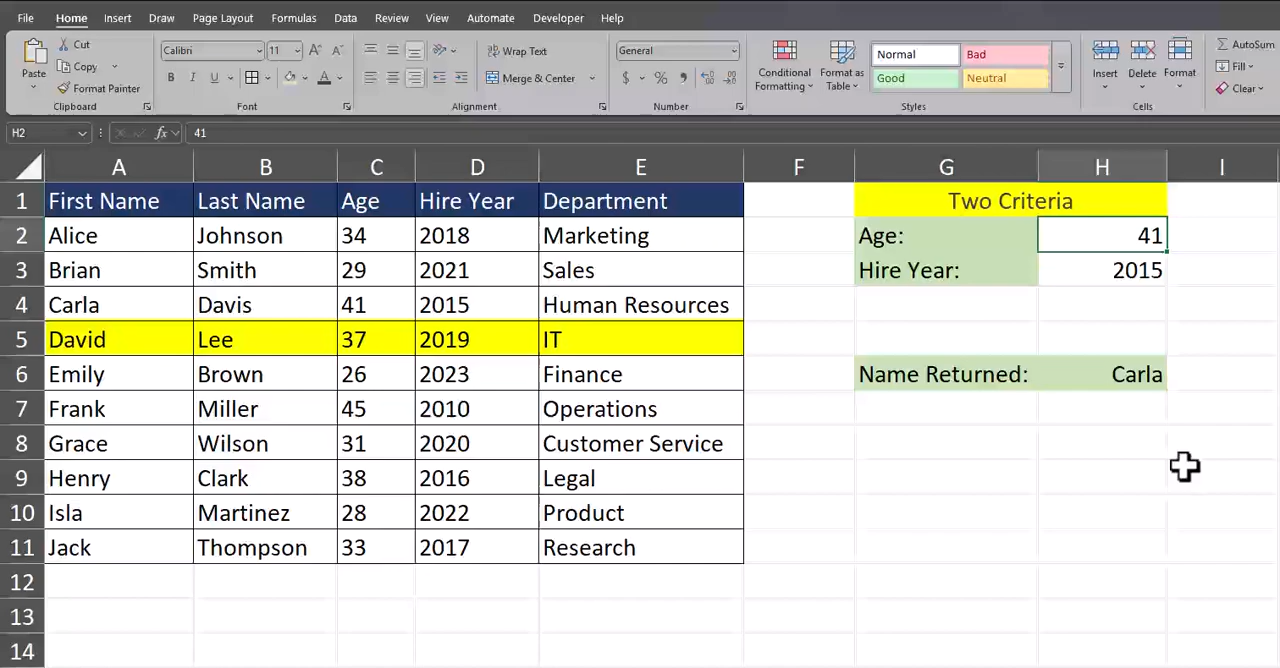 File Home Insert Draw Page Layout Formulas Data Review View Automate Developer Help
Paste Cut Copy Format Painter Clipboard
Calibri 11 A A B I U A Font
Wrap Text Merge & Center Alignment
General $ % Number
Conditional Formatting Format as Table Normal Bad Good Neutral Styles
Insert Delete Format Cells
AutoSum Fill Clear
H2 fx 41
A B C D E F G H I
1 First Name Last Name Age Hire Year Department Two Criteria
2 Alice Johnson 34 2018 Marketing Age: 41
3 Brian Smith 29 2021 Sales Hire Year: 2015
4 Carla Davis 41 2015 Human Resources
5 David Lee 37 2019 IT
6 Emily Brown 26 2023 Finance Name Returned: Carla
7 Frank Miller 45 2010 Operations
8 Grace Wilson 31 2020 Customer Service
9 Henry Clark 38 2016 Legal
10 Isla Martinez 28 2022 Product
11 Jack Thompson 33 2017 Research
12
13
14